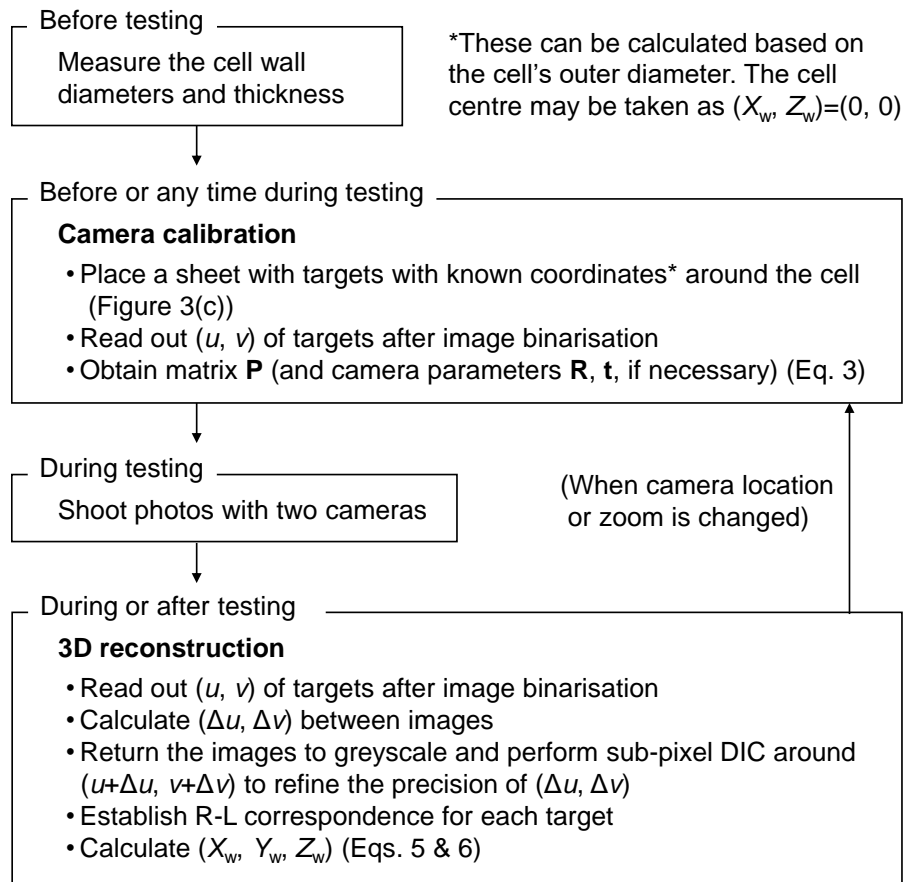 Before testing
Measure the cell wall
diameters and thickness
*These can be calculated based on
the cell's outer diameter. The cell
centre may be taken as (Xw, Zw)=(0, 0)
Before or any time during testing
Camera calibration
• Place a sheet with targets with known coordinates* around the cell
(Figure 3(c))
• Read out (u, v) of targets after image binarisation
• Obtain matrix P (and camera parameters R, t, if necessary) (Eq. 3)
During testing
Shoot photos with two cameras
(When camera location
or zoom is changed)
During or after testing
3D reconstruction
• Read out (u, v) of targets after image binarisation
• Calculate (Δu, Δv) between images
• Return the images to greyscale and perform sub-pixel DIC around
(u+Δu, v+Δv) to refine the precision of (Δu, Δv)
• Establish R-L correspondence for each target
• Calculate (Xw, Yw, Zw) (Eqs. 5 & 6)